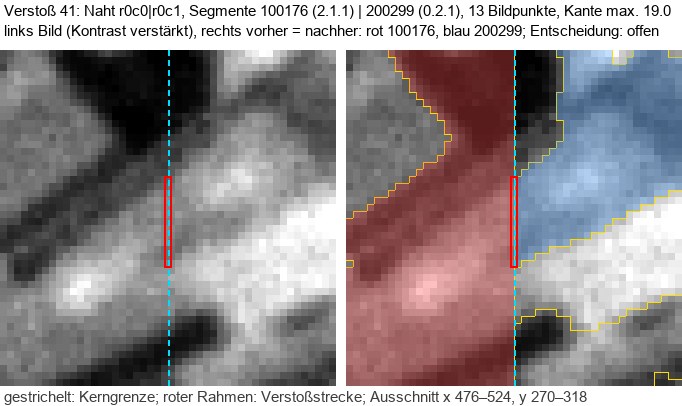 Verstoß 41: Naht r0c0|r0c1, Segmente 100176 (2.1.1) | 200299 (0.2.1), 13 Bildpunkte, Kante max. 19.0
links Bild (Kontrast verstärkt), rechts vorher = nachher: rot 100176, blau 200299; Entscheidung: offen
gestrichelt: Kerngrenze; roter Rahmen: Verstoßstrecke; Ausschnitt x 476–524, y 270–318